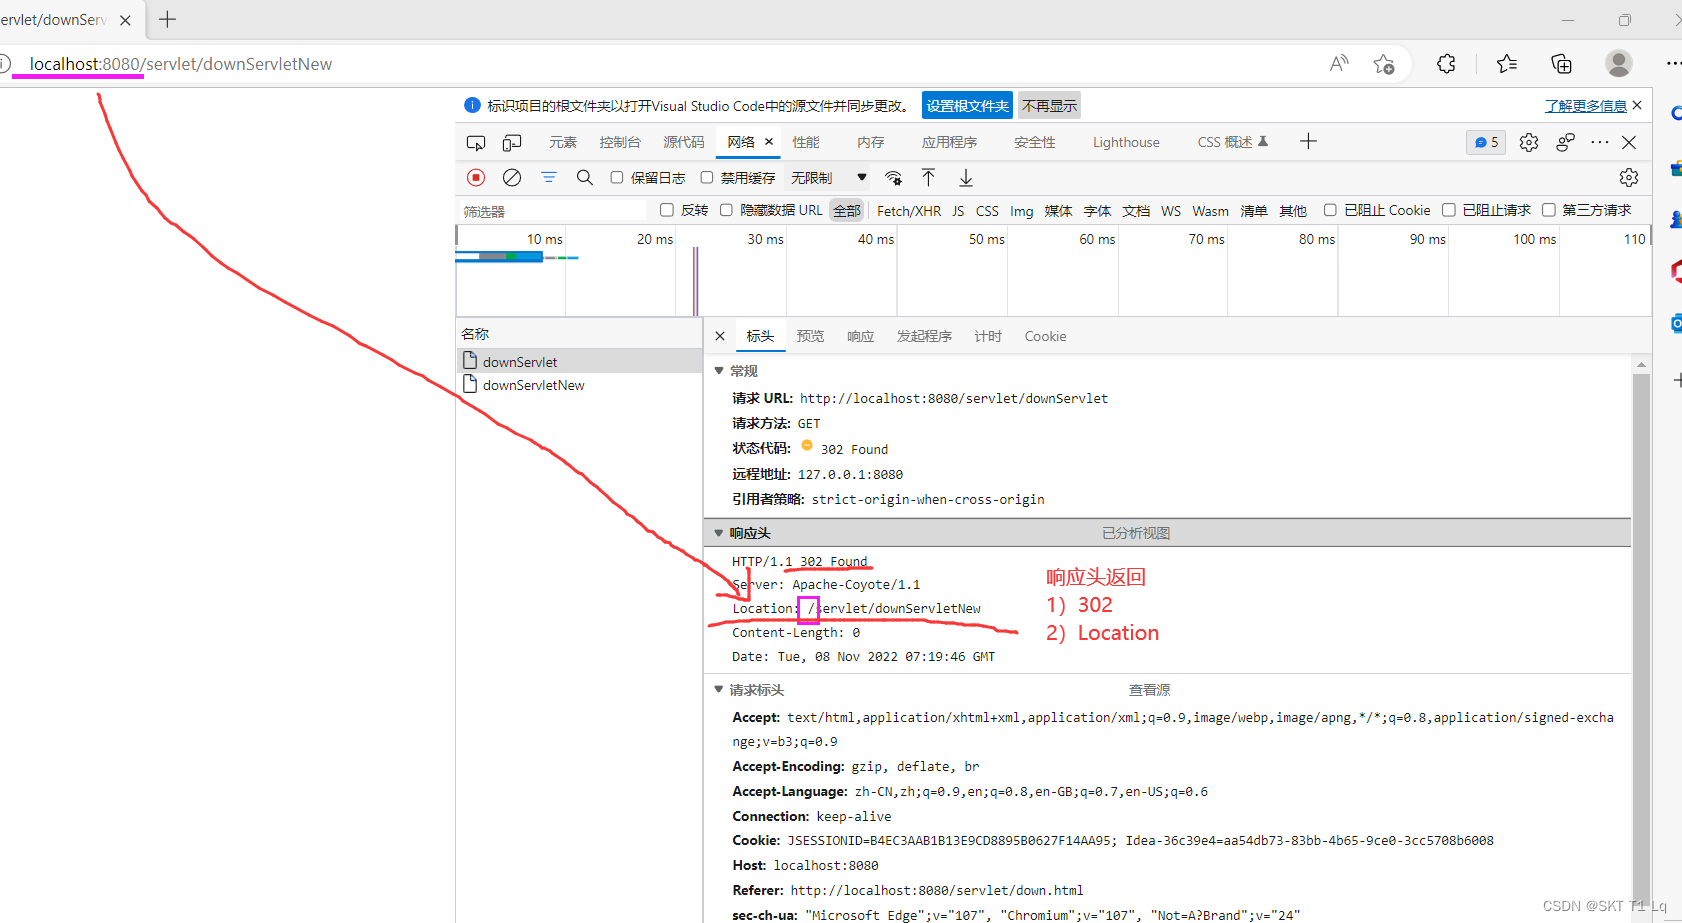 ervlet/downServ
localhost:8080/servlet/downServletNew
标识项目的根文件夹以打开Visual Studio Code中的源文件并同步更改。 设置根文件夹 不再显示 了解更多信息
元素 控制台 源代码 网络 性能 内存 应用程序 安全性 Lighthouse CSS 概述 5
保留日志 禁用缓存 无限制
筛选器 反转 隐藏数据 URL 全部 Fetch/XHR JS CSS Img 媒体 字体 文档 WS Wasm 清单 其他 已阻止 Cookie 已阻止请求 第三方请求
10 ms 20 ms 30 ms 40 ms 50 ms 60 ms 70 ms 80 ms 90 ms 100 ms 110
名称
标头 预览 响应 发起程序 计时 Cookie
downServlet
downServletNew
常规
请求 URL: http://localhost:8080/servlet/downServlet
请求方法: GET
状态代码: 302 Found
远程地址: 127.0.0.1:8080
引用者策略: strict-origin-when-cross-origin
响应头 已分析视图
HTTP/1.1 302 Found
Server: Apache-Coyote/1.1
Location: /servlet/downServletNew
Content-Length: 0
Date: Tue, 08 Nov 2022 07:19:46 GMT
响应头返回
1）302
2）Location
请求标头 查看源
Accept: text/html,application/xhtml+xml,application/xml;q=0.9,image/webp,image/apng,*/*;q=0.8,application/signed-excha
nge;v=b3;q=0.9
Accept-Encoding: gzip, deflate, br
Accept-Language: zh-CN,zh;q=0.9,en;q=0.8,en-GB;q=0.7,en-US;q=0.6
Connection: keep-alive
Cookie: JSESSIONID=B4EC3AAB1B13E9CD8895B0627F14AA95; Idea-36c39e4=aa54db73-83bb-4b65-9ce0-3cc5708b6008
Host: localhost:8080
Referer: http://localhost:8080/servlet/down.html
sec-ch-ua: "Microsoft Edge";v="107", "Chromium";v="107", "Not=A?Brand";v="24"
CSDN @SKT T1 Lq